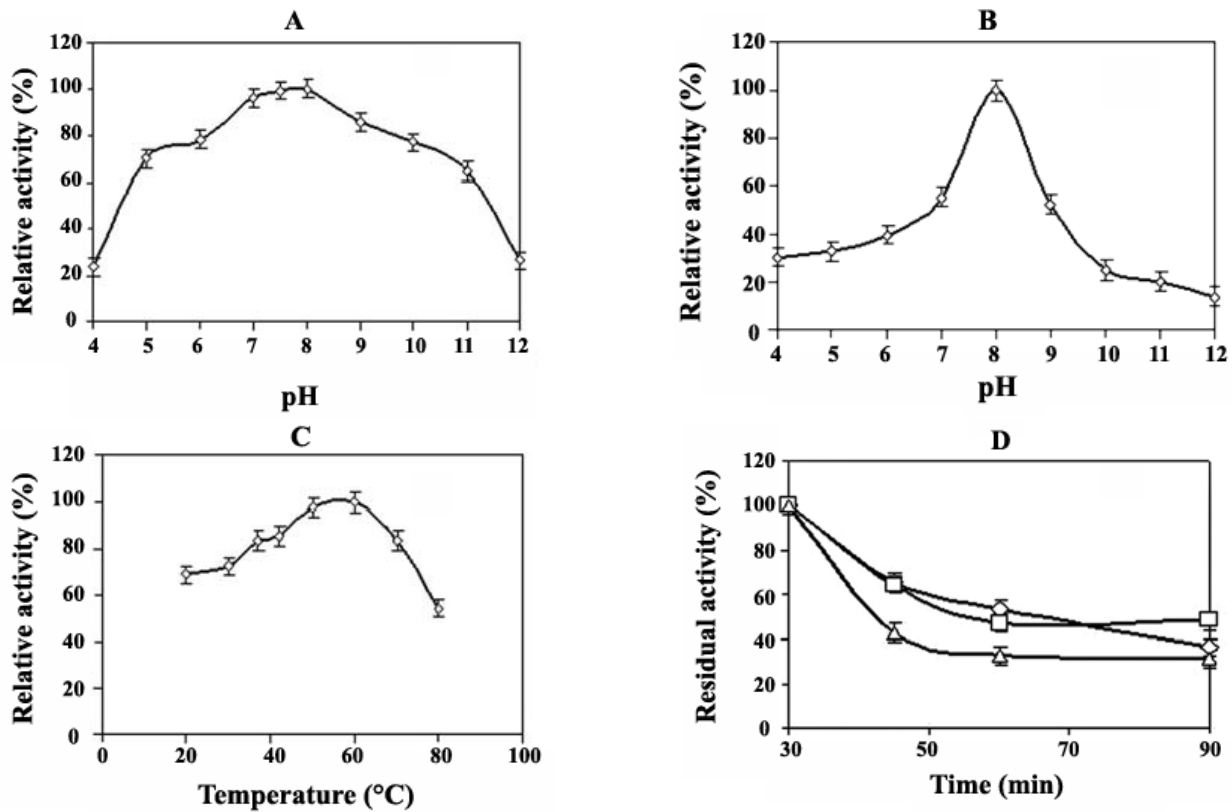 A
Relative activity (%)
120
100
80
60
40
20
0
4 5 6 7 8 9 10 11 12
pH
B
Relative activity (%)
120
100
80
60
40
20
0
4 5 6 7 8 9 10 11 12
pH
C
Relative activity (%)
120
100
80
60
40
20
0
0 20 40 60 80 100
Temperature (°C)
D
Residual activity (%)
120
100
80
60
40
20
0
30 50 70 90
Time (min)